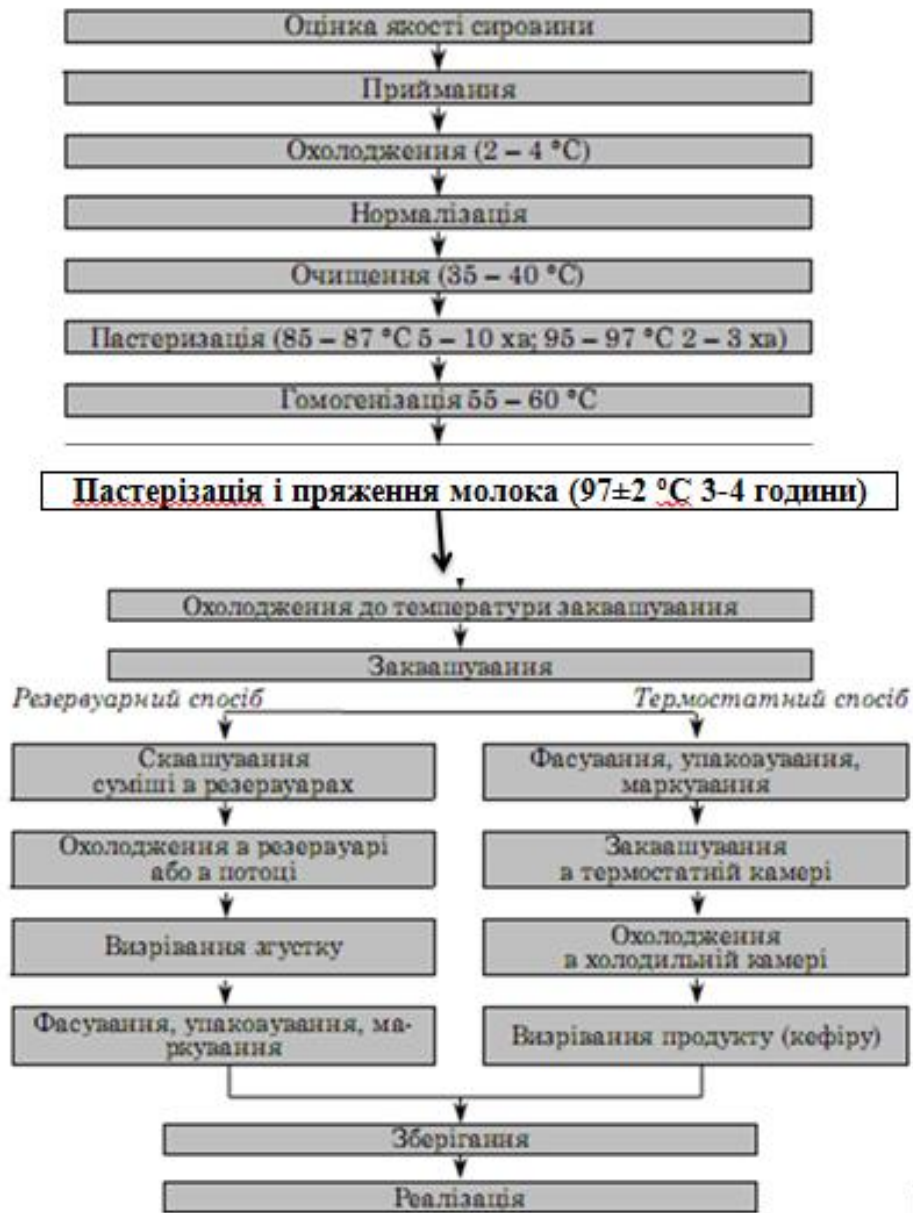 Оцінка якості сировини
Приймання
Охолодження (2 – 4 °C)
Нормалізація
Очищення (35 – 40 °C)
Пастеризація (85 – 87 °C 5 – 10 хв; 95 – 97 °C 2 – 3 хв)
Гомогенізація 55 – 60 °C
Пастерізація і пряження молока (97±2 °C 3-4 години)
Охолодження до температури заквашування
Заквашування
Резервуарний спосіб
Термостатний спосіб
Сквашування
суміші в резервуарах
Фасування, упаковування,
маркування
Охолодження в резервуарі
або в потоці
Заквашування
в термостатній камері
Визрівання згустку
Охолодження
в холодильній камері
Фасування, упаковування, ма-
ркування
Визрівання продукту (кефіру)
Зберігання
Реалізація